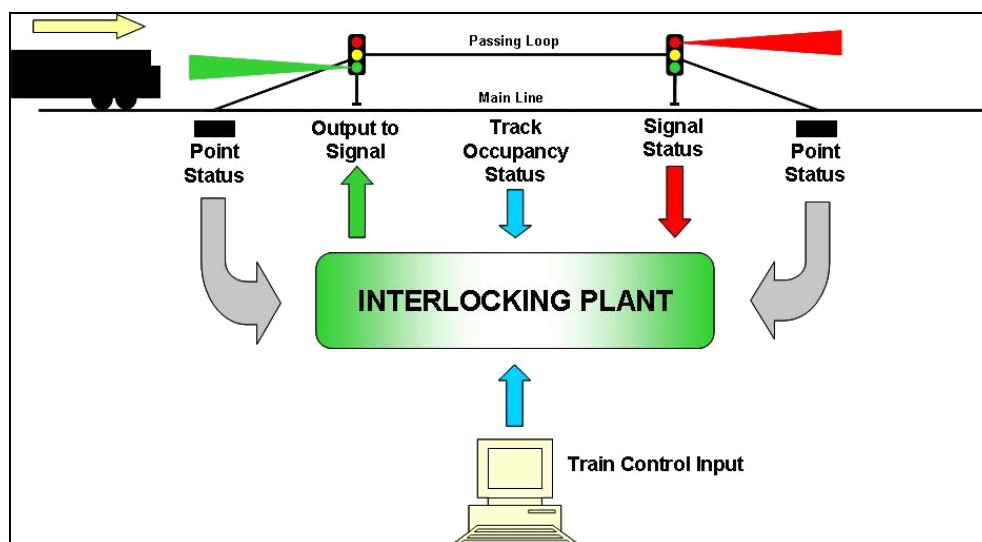 Passing Loop
Main Line
Point
Status
Output to
Signal
Track
Occupancy
Status
Signal
Status
Point
Status
INTERLOCKING PLANT
Train Control Input